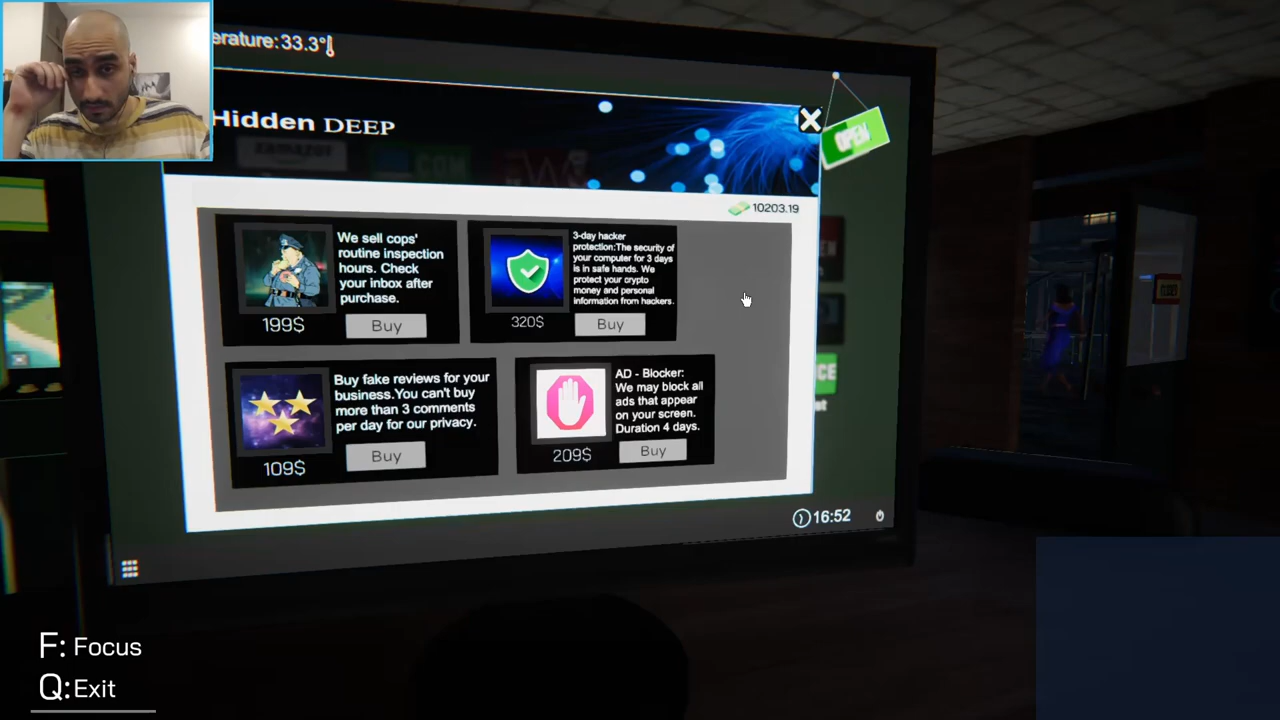 erature: 33.3°
Hidden DEEP
OPEN
10203.19
We sell cops'
routine inspection
hours. Check
your inbox after
purchase.
199$
Buy
3-day hacker
protection:The security of
your computer for 3 days
is in safe hands. We
protect your crypto
money and personal
information from hackers.
320$
Buy
Buy fake reviews for your
business.You can't buy
more than 3 comments
per day for our privacy.
109$
Buy
AD - Blocker:
We may block all
ads that appear
on your screen.
Duration 4 days.
209$
Buy
16:52
F: Focus
Q:Exit